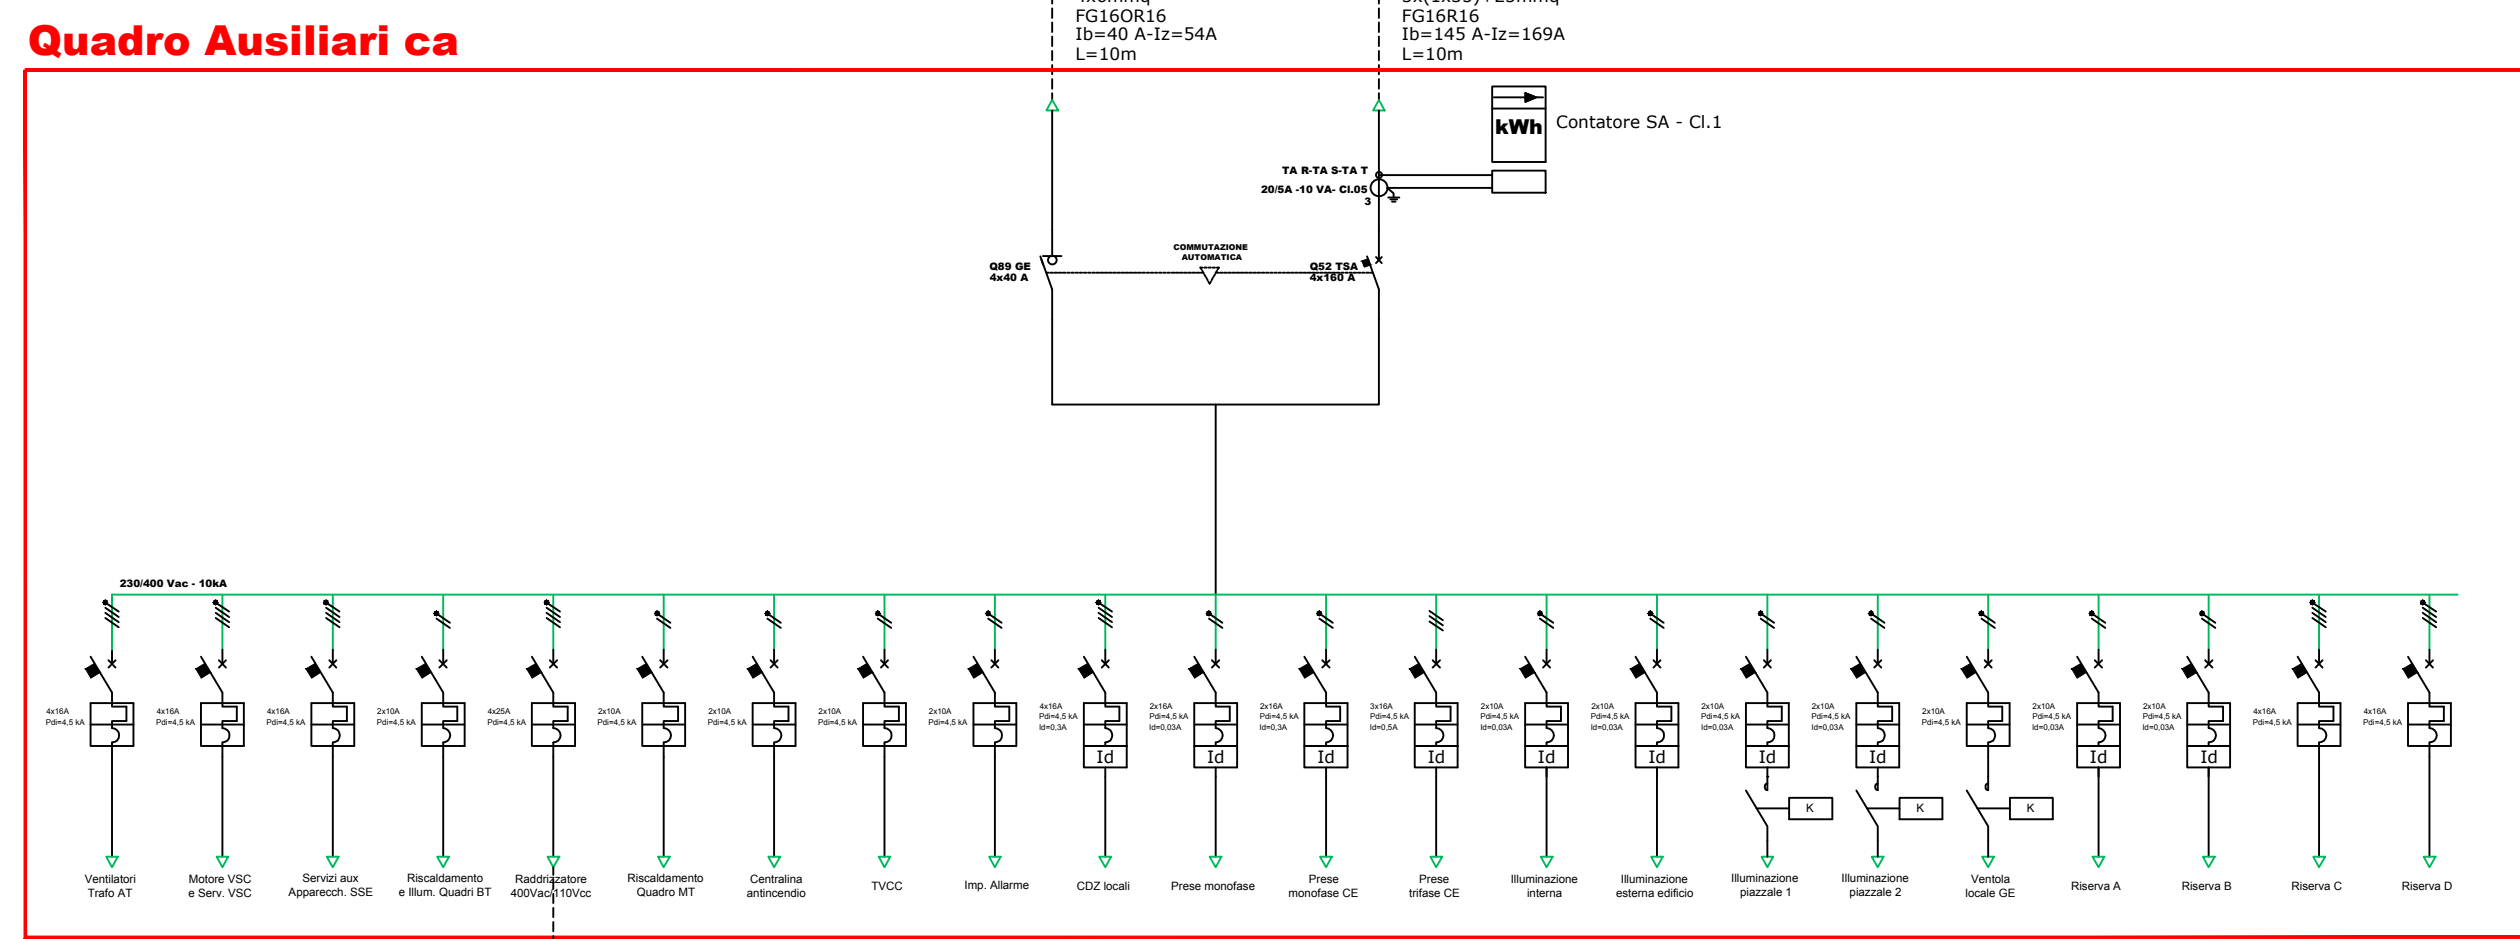 FG16OR16
Ib=40 A-Iz=54A
L=10m
FG16R16
Ib=145 A-Iz=169A
L=10m
Quadro Ausiliari ca
kWh
Contatore SA - Cl.1
TA R-TA S-TA T
20/5A -10 VA- Cl.05
3
COMMUTAZIONE
AUTOMATICA
Q89 GE
4x40 A
Q52 TSA
4x160 A
230/400 Vac - 10kA
4x16A
Pdi=4,5 kA
4x16A
Pdi=4,5 kA
4x16A
Pdi=4,5 kA
2x10A
Pdi=4,5 kA
4x25A
Pdi=4,5 kA
2x10A
Pdi=4,5 kA
2x10A
Pdi=4,5 kA
2x10A
Pdi=4,5 kA
2x10A
Pdi=4,5 kA
4x16A
Pdi=4,5 kA
Id=0,3A
Id
2x16A
Pdi=4,5 kA
Id=0,03A
Id
2x16A
Pdi=4,5 kA
Id=0,3A
Id
3x16A
Pdi=4,5 kA
Id=0,5A
Id
2x10A
Pdi=4,5 kA
Id=0,03A
Id
2x10A
Pdi=4,5 kA
Id=0,03A
Id
2x10A
Pdi=4,5 kA
Id=0,03A
Id
K
2x10A
Pdi=4,5 kA
Id=0,03A
Id
K
2x10A
Pdi=4,5 kA
K
2x10A
Pdi=4,5 kA
Id=0,03A
Id
2x10A
Pdi=4,5 kA
Id=0,03A
Id
4x16A
Pdi=4,5 kA
4x16A
Pdi=4,5 kA
Ventilatori
Trafo AT
Motore VSC
e Serv. VSC
Servizi aux
Apparecch. SSE
Riscaldamento
e Illum. Quadri BT
Raddrizzatore
400Vac/110Vcc
Riscaldamento
Quadro MT
Centralina
antincendio
TVCC
Imp. Allarme
CDZ locali
Prese monofase
Prese
monofase CE
Prese
trifase CE
Illuminazione
interna
Illuminazione
esterna edificio
Illuminazione
piazzale 1
Illuminazione
piazzale 2
Ventola
locale GE
Riserva A
Riserva B
Riserva C
Riserva D